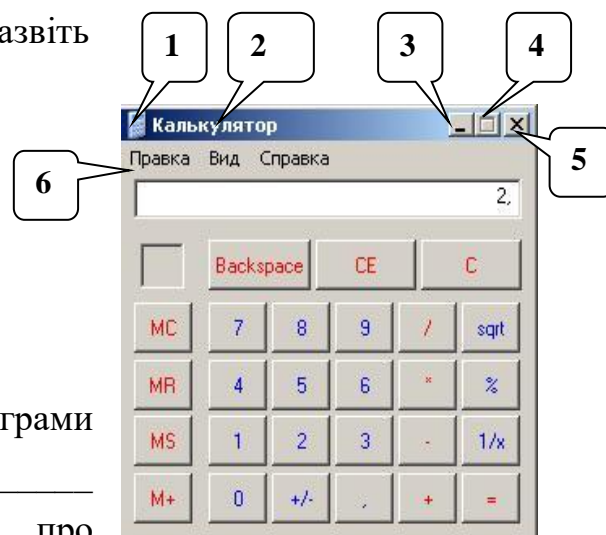 азвіть
1 2 3 4
Калькулятор
Правка Вид Справка
5
6
2,
Backspace CE C
MC 7 8 9 / sqrt
MR 4 5 6 * %
грами
MS 1 2 3 - 1/x
M+ 0 +/- , + =
про